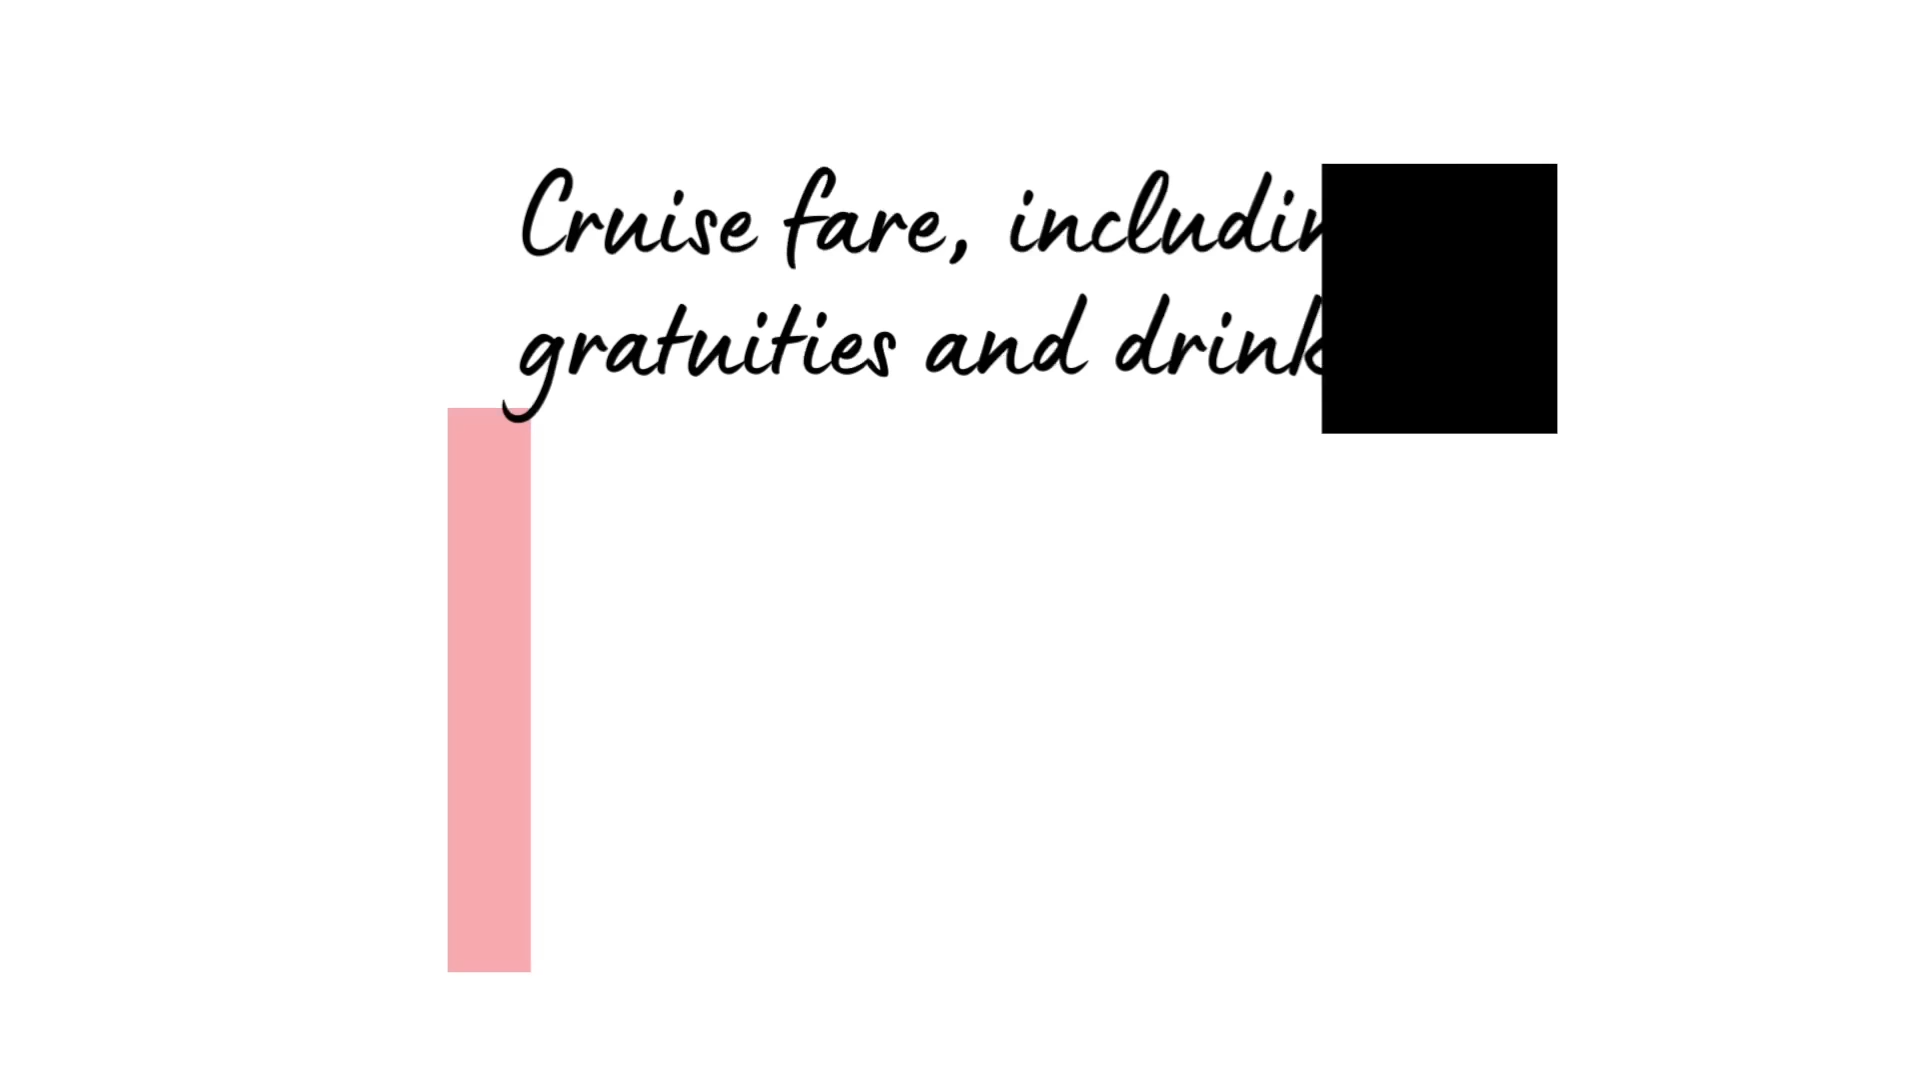 Cruise fare, includin
gratuities and drink